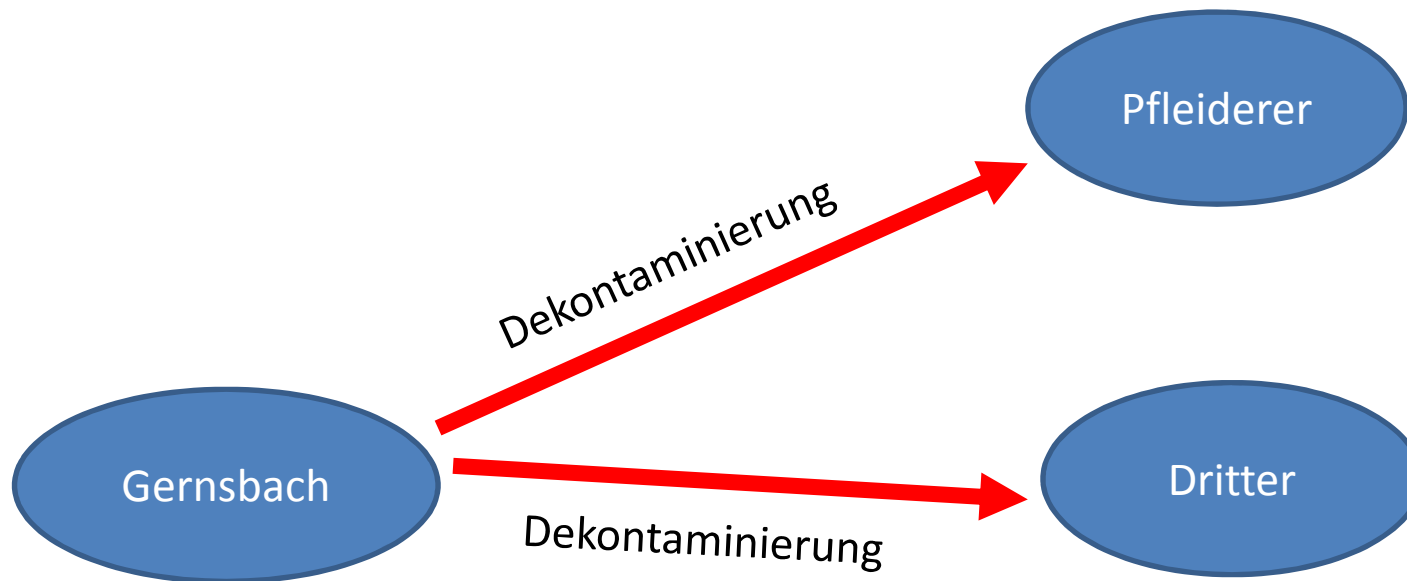 Pfleiderer
Dekontaminierung
Gernsbach
Dritter
Dekontaminierung